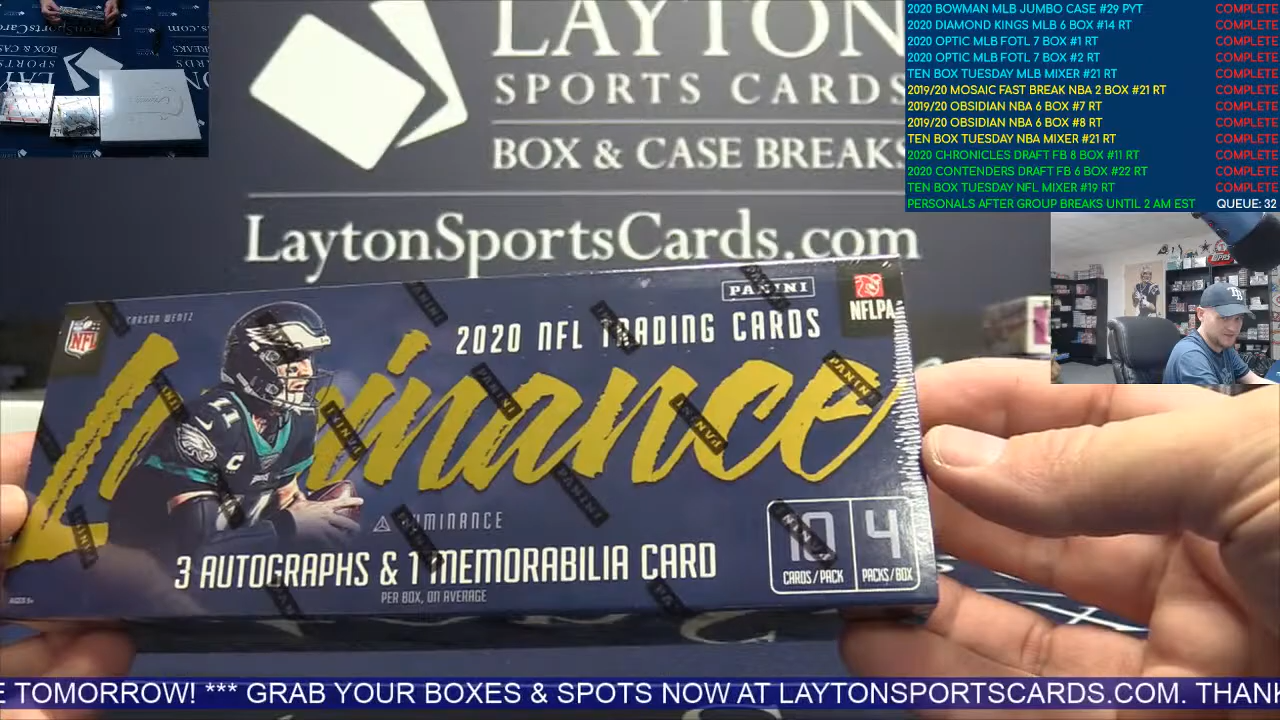 LAYTON
SPORTS CARDS
BOX & CASE BREAKS
LaytonSportsCards.com
2020 BOWMAN MLB JUMBO CASE #29 PYT COMPLETE
2020 DIAMOND KINGS MLB 6 BOX #14 RT COMPLETE
2020 OPTIC MLB FOTL 7 BOX #1 RT COMPLETE
2020 OPTIC MLB FOTL 7 BOX #2 RT COMPLETE
TEN BOX TUESDAY MLB MIXER #21 RT COMPLETE
2019/20 MOSAIC FAST BREAK NBA 2 BOX #21 RT COMPLETE
2019/20 OBSIDIAN NBA 6 BOX #7 RT COMPLETE
2019/20 OBSIDIAN NBA 6 BOX #8 RT COMPLETE
TEN BOX TUESDAY NBA MIXER #21 RT COMPLETE
2020 CHRONICLES DRAFT FB 8 BOX #11 RT COMPLETE
2020 CONTENDERS DRAFT FB 6 BOX #22 RT COMPLETE
TEN BOX TUESDAY NFL MIXER #19 RT COMPLETE
PERSONALS AFTER GROUP BREAKS UNTIL 2 AM EST QUEUE: 32
NFL
CARSON WENTZ
PANINI
NFLPA
2020 NFL TRADING CARDS
Luminance
LUMINANCE
3 AUTOGRAPHS & 1 MEMORABILIA CARD
PER BOX, ON AVERAGE
10 CARDS/PACK
4 PACKS/BOX
E TOMORROW! *** GRAB YOUR BOXES & SPOTS NOW AT LAYTONSPORTSCARDS.COM. THANK